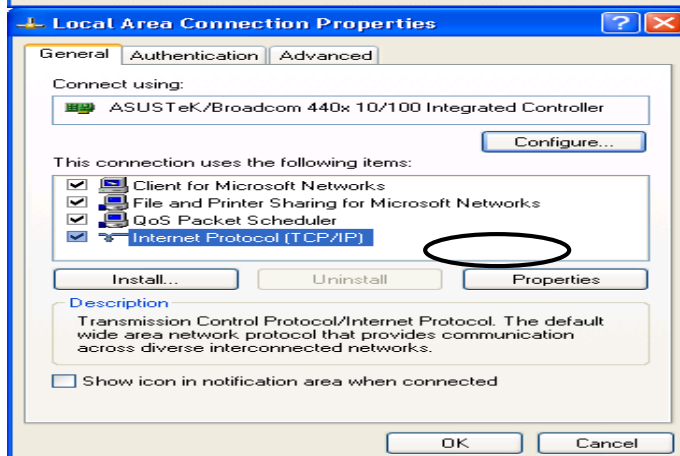 Local Area Connection Properties
General Authentication Advanced
Connect using:
ASUSTeK/Broadcom 440x 10/100 Integrated Controller
Configure...
This connection uses the following items:
Client for Microsoft Networks
File and Printer Sharing for Microsoft Networks
QoS Packet Scheduler
Internet Protocol (TCP/IP)
Install... Uninstall Properties
Description
Transmission Control Protocol/Internet Protocol. The default
wide area network protocol that provides communication
across diverse interconnected networks.
Show icon in notification area when connected
OK Cancel